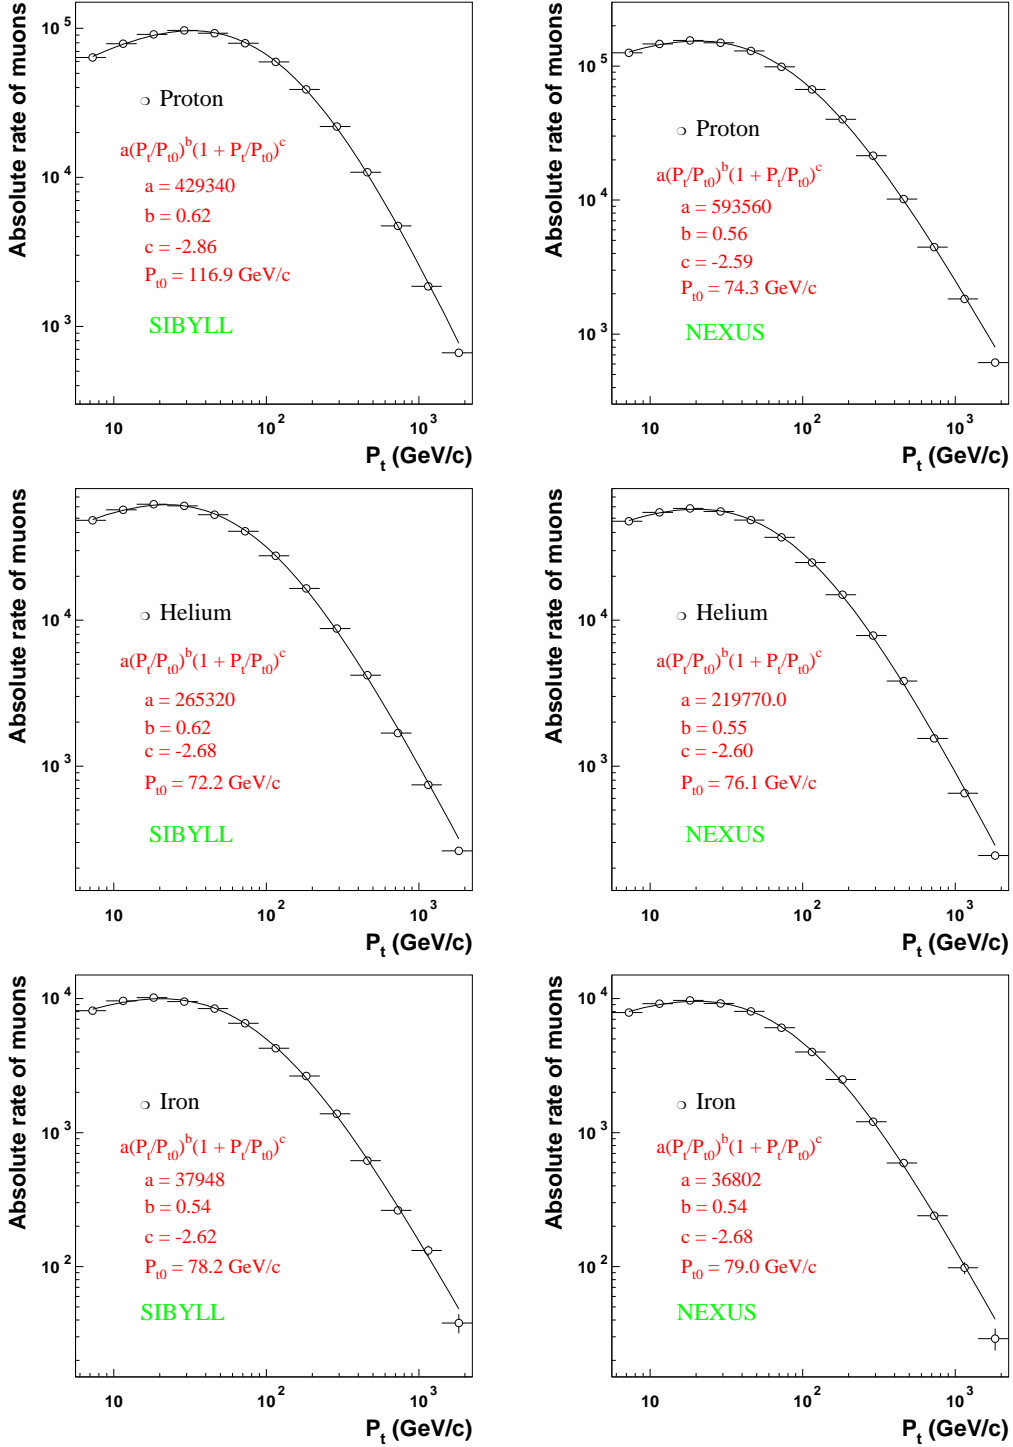 Absolute rate of muons
10^5
10^4
10^3
○ Proton
a(P_t/P_t0)^b(1 + P_t/P_t0)^c
a = 429340
b = 0.62
c = -2.86
P_t0 = 116.9 GeV/c
SIBYLL
10
10^2
10^3
P_t (GeV/c)
Absolute rate of muons
10^5
10^4
10^3
○ Proton
a(P_t/P_t0)^b(1 + P_t/P_t0)^c
a = 593560
b = 0.56
c = -2.59
P_t0 = 74.3 GeV/c
NEXUS
10
10^2
10^3
P_t (GeV/c)
Absolute rate of muons
10^4
10^3
○ Helium
a(P_t/P_t0)^b(1 + P_t/P_t0)^c
a = 265320
b = 0.62
c = -2.68
P_t0 = 72.2 GeV/c
SIBYLL
10
10^2
10^3
P_t (GeV/c)
Absolute rate of muons
10^4
10^3
○ Helium
a(P_t/P_t0)^b(1 + P_t/P_t0)^c
a = 219770.0
b = 0.55
c = -2.60
P_t0 = 76.1 GeV/c
NEXUS
10
10^2
10^3
P_t (GeV/c)
Absolute rate of muons
10^4
10^3
10^2
○ Iron
a(P_t/P_t0)^b(1 + P_t/P_t0)^c
a = 37948
b = 0.54
c = -2.62
P_t0 = 78.2 GeV/c
SIBYLL
10
10^2
10^3
P_t (GeV/c)
Absolute rate of muons
10^4
10^3
10^2
○ Iron
a(P_t/P_t0)^b(1 + P_t/P_t0)^c
a = 36802
b = 0.54
c = -2.68
P_t0 = 79.0 GeV/c
NEXUS
10
10^2
10^3
P_t (GeV/c)